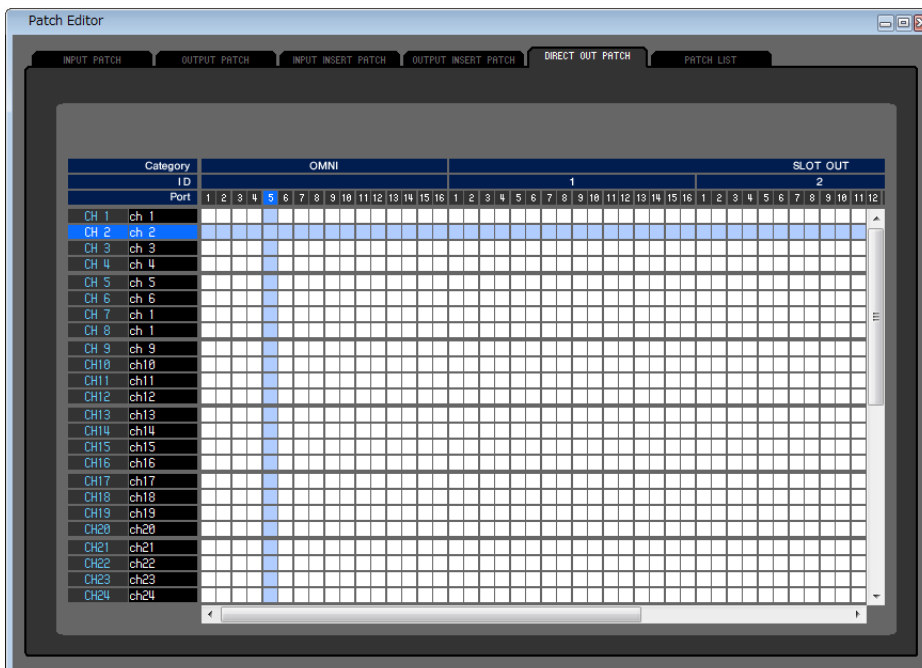 Patch Editor
INPUT PATCH OUTPUT PATCH INPUT INSERT PATCH OUTPUT INSERT PATCH DIRECT OUT PATCH PATCH LIST
Category OMNI SLOT OUT
ID 1 2
Port 1 2 3 4 5 6 7 8 9 10 11 12 13 14 15 16 1 2 3 4 5 6 7 8 9 10 11 12 13 14 15 16 1 2 3 4 5 6 7 8 9 10 11 12
CH 1 ch 1
CH 2 ch 2
CH 3 ch 3
CH 4 ch 4
CH 5 ch 5
CH 6 ch 6
CH 7 ch 1
CH 8 ch 1
CH 9 ch 9
CH10 ch10
CH11 ch11
CH12 ch12
CH13 ch13
CH14 ch14
CH15 ch15
CH16 ch16
CH17 ch17
CH18 ch18
CH19 ch19
CH20 ch20
CH21 ch21
CH22 ch22
CH23 ch23
CH24 ch24